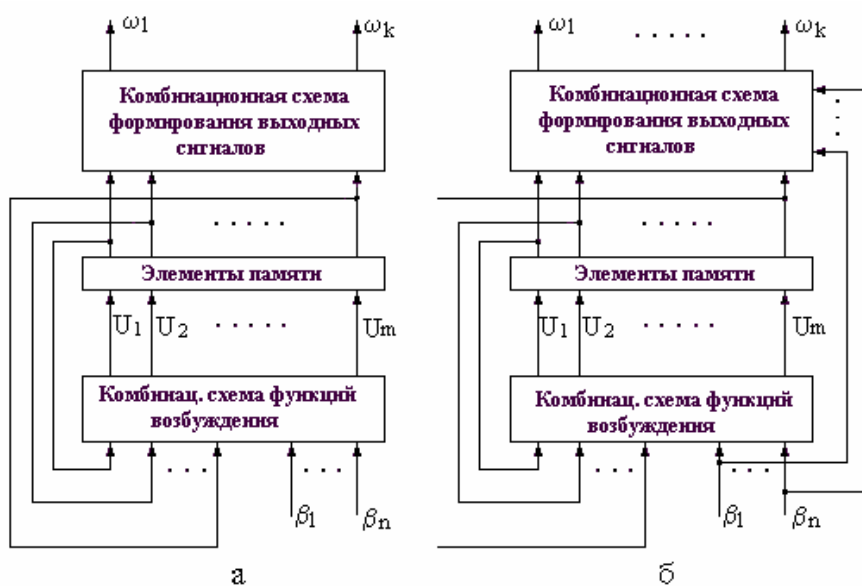 ω1 ωk ω1 ..... ωk
Комбинационная схема
формирования выходных
сигналов
Комбинационная схема
формирования выходных
сигналов
Элементы памяти
Элементы памяти
U1 U2 ..... Um
U1 U2 ..... Um
Комбинац. схема функций
возбуждения
Комбинац. схема функций
возбуждения
β1 βn
β1 βn
а
б